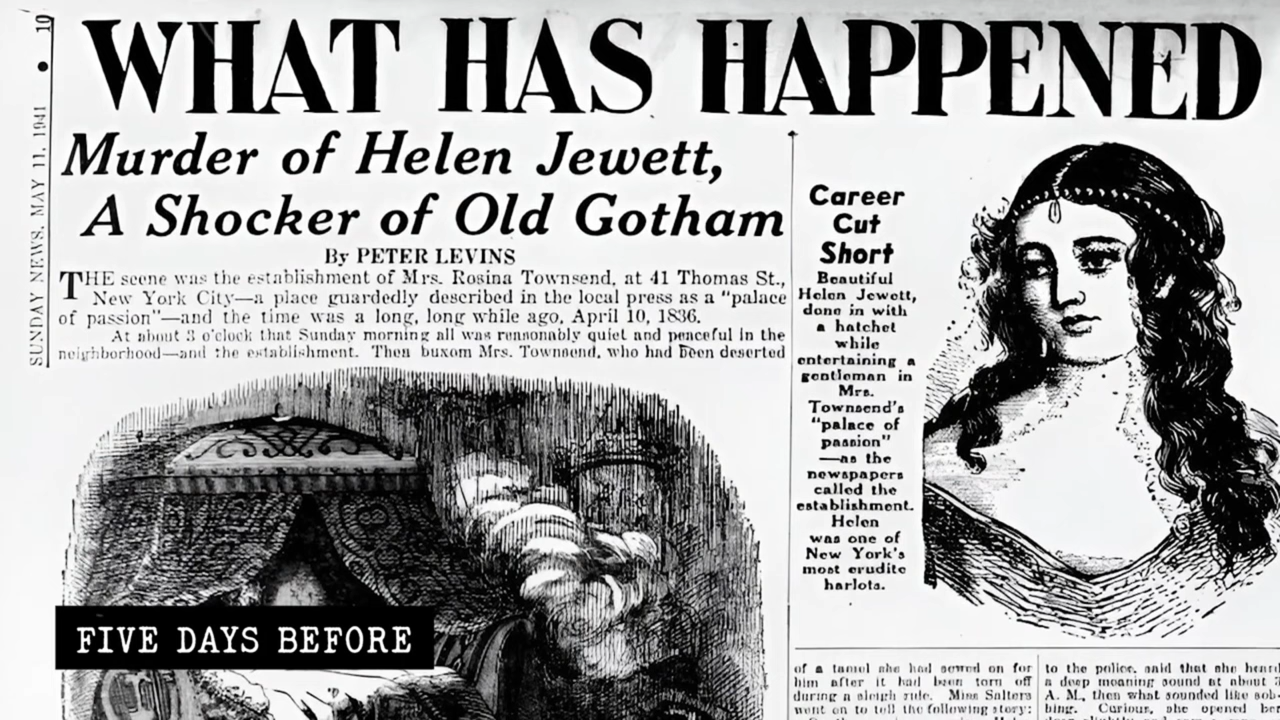 SUNDAY NEWS, MAY 11, 1941 • 10
WHAT HAS HAPPENED
Murder of Helen Jewett,
A Shocker of Old Gotham
By PETER LEVINS
THE scene was the establishment of Mrs. Rosina Townsend, at 41 Thomas St.,
New York City—a place guardedly described in the local press as a "palace
of passion"—and the time was a long, long while ago, April 10, 1836.
At about 3 o'clock that Sunday morning all was reasonably quiet and peaceful in the
neighborhood—and the establishment. Then buxom Mrs. Townsend, who had been deserted
Career
Cut
Short
Beautiful
Helen Jewett,
done in with
a hatchet
while
entertaining a
gentleman in
Mrs.
Townsend's
"palace of
passion"
—as the
newspapers
called the
establishment.
Helen
was one of
New York's
most erudite
harlots.
FIVE DAYS BEFORE
of a tassel she had sewed on for
him after it had been torn off
during a sleigh ride. Miss Salters
went on to tell the following story:
to the police, said that she heard
a deep moaning sound at about 3
A. M., then what sounded like sob-
bing. Curious, she opened her